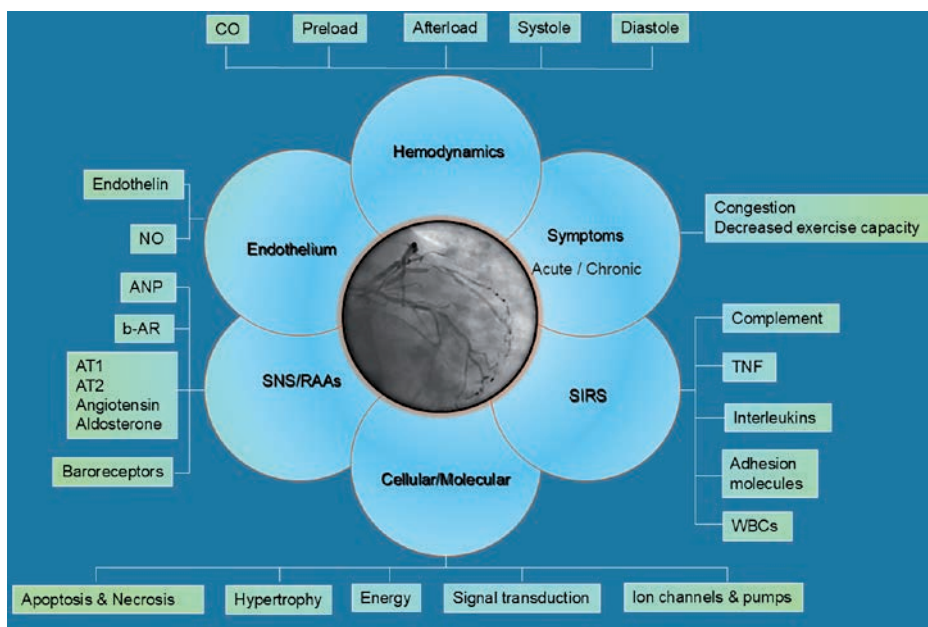 CO
Preload
Afterload
Systole
Diastole
Hemodynamics
Endothelin
NO
Endothelium
Symptoms
Acute / Chronic
Congestion
Decreased exercise capacity
ANP
b-AR
AT1
AT2
Angiotensin
Aldosterone
Baroreceptors
SNS/RAAs
SIRS
Complement
TNF
Interleukins
Adhesion
molecules
WBCs
Cellular/Molecular
Apoptosis & Necrosis
Hypertrophy
Energy
Signal transduction
Ion channels & pumps